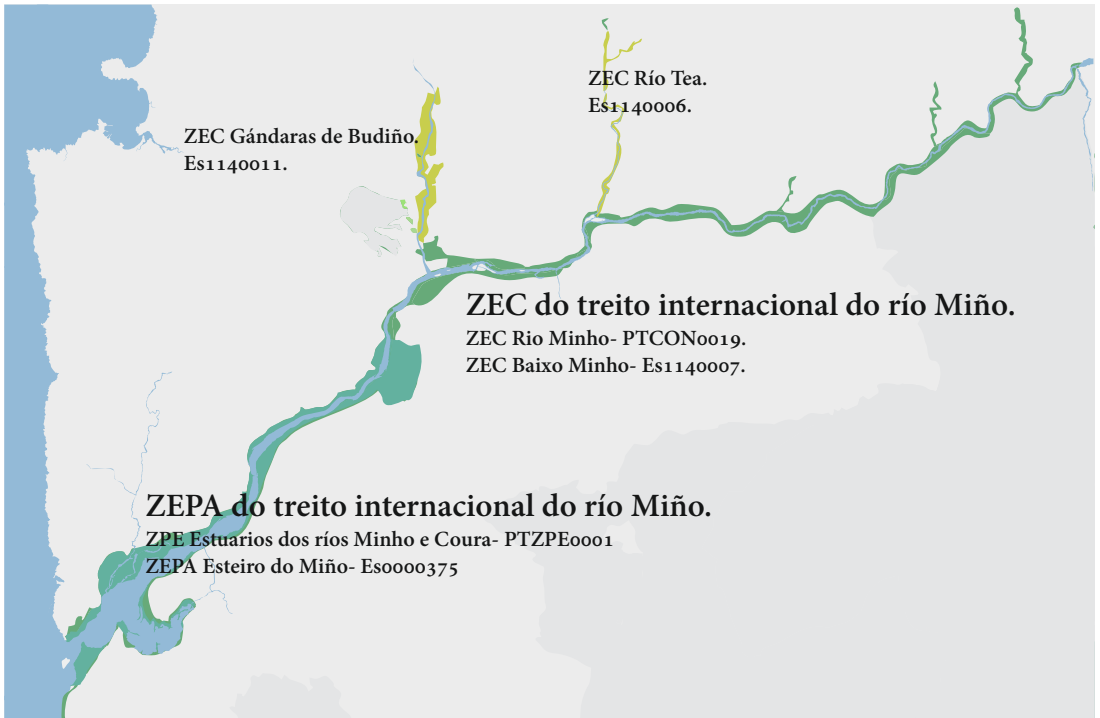 ZEC Río Tea.
Es1140006.
ZEC Gándaras de Budiño.
Es1140011.
ZEC do treito internacional do río Miño.
ZEC Rio Minho- PTCON0019.
ZEC Baixo Minho- Es1140007.
ZEPA do treito internacional do río Miño.
ZPE Estuarios dos ríos Minho e Coura- PTZPE0001
ZEPA Esteiro do Miño- Es0000375